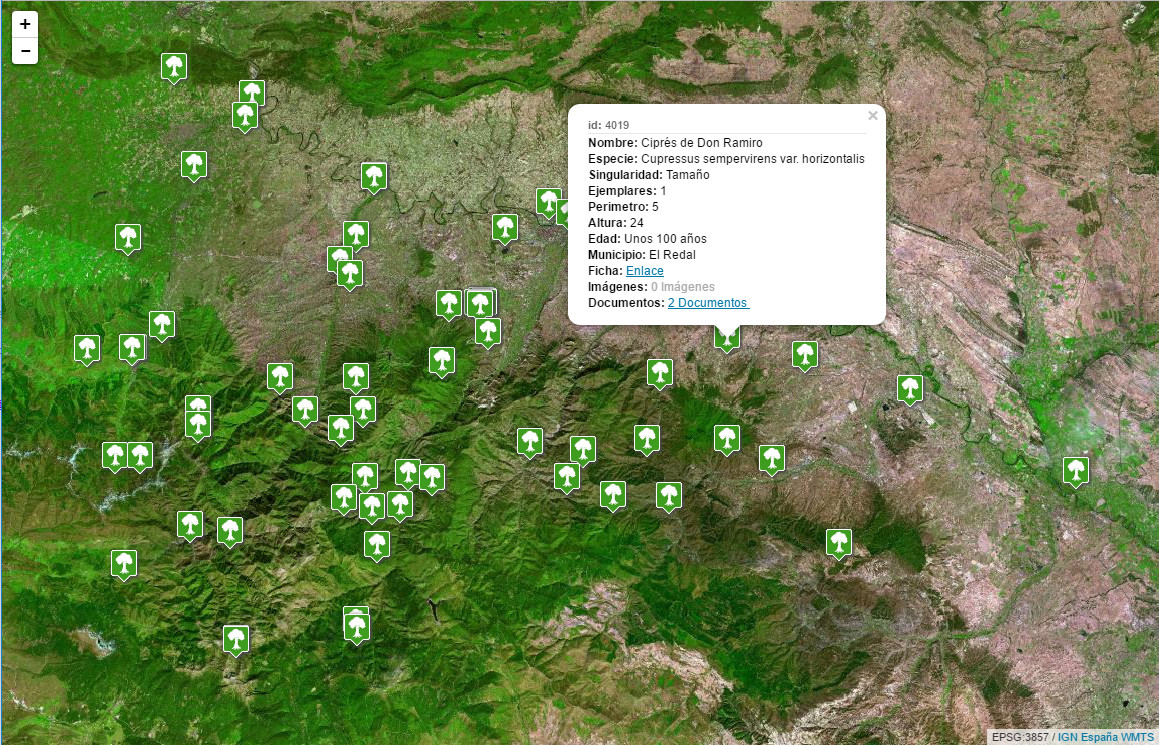 +
−
×
id: 4019
Nombre: Ciprés de Don Ramiro
Especie: Cupressus sempervirens var. horizontalis
Singularidad: Tamaño
Ejemplares: 1
Perimetro: 5
Altura: 24
Edad: Unos 100 años
Municipio: El Redal
Ficha: Enlace
Imágenes: 0 Imágenes
Documentos: 2 Documentos
EPSG:3857 / IGN España WMTS